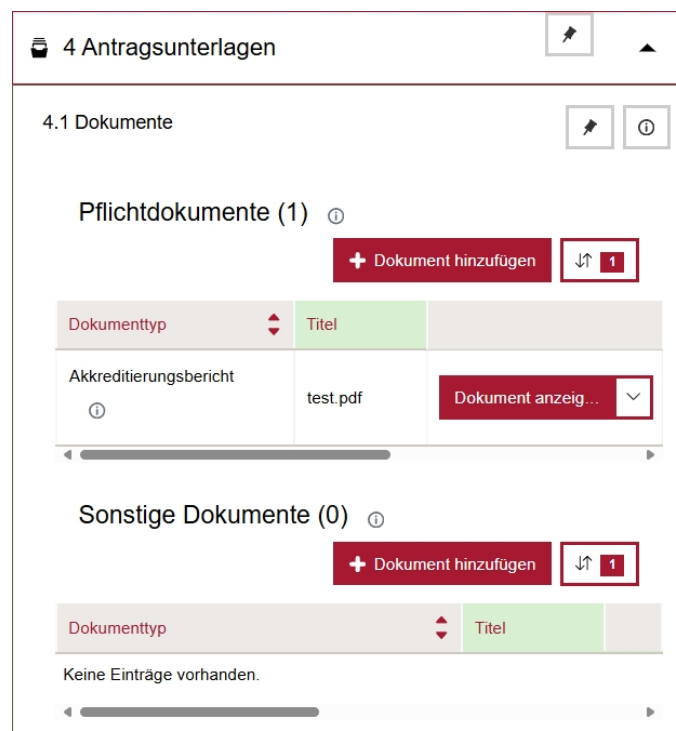 4 Antragsunterlagen
4.1 Dokumente
Pflichtdokumente (1)
Dokument hinzufügen 1
Dokumenttyp Titel
Akkreditierungsbericht test.pdf Dokument anzeig...
Sonstige Dokumente (0)
Dokument hinzufügen 1
Dokumenttyp Titel
Keine Einträge vorhanden.